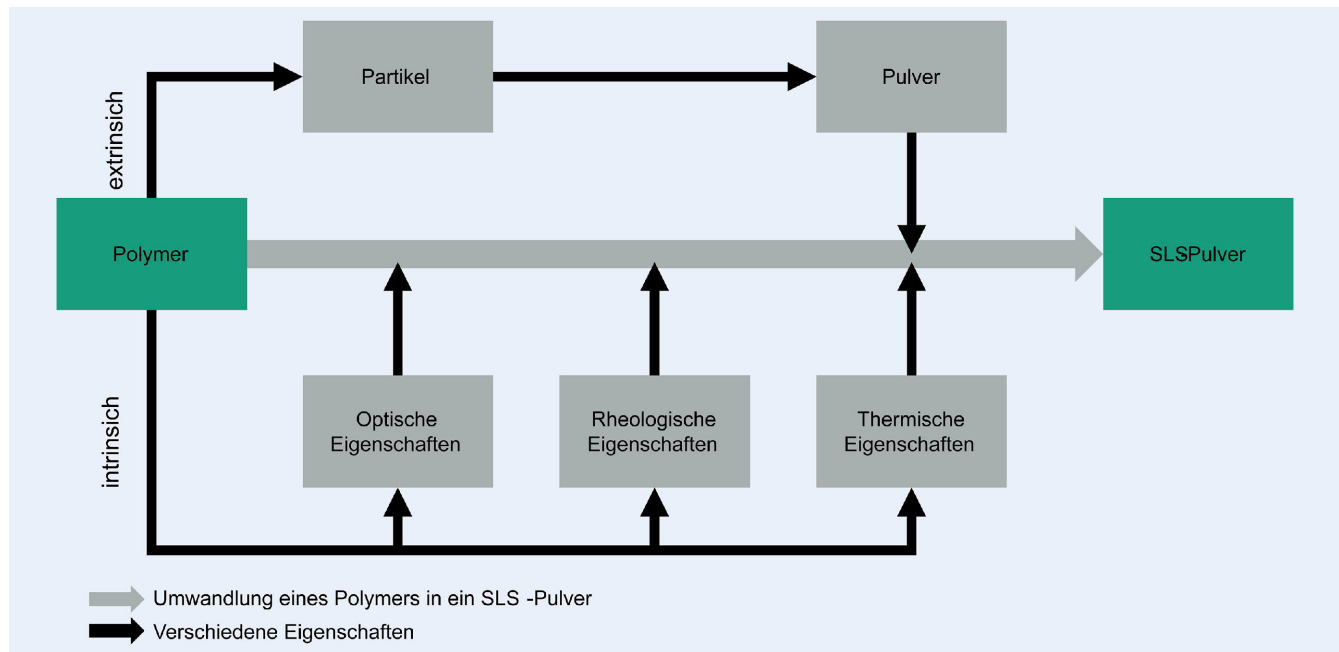 Partikel
Pulver
extrinsich
Polymer
SLSPulver
intrinsich
Optische
Eigenschaften
Rheologische
Eigenschaften
Thermische
Eigenschaften
Umwandlung eines Polymers in ein SLS -Pulver
Verschiedene Eigenschaften